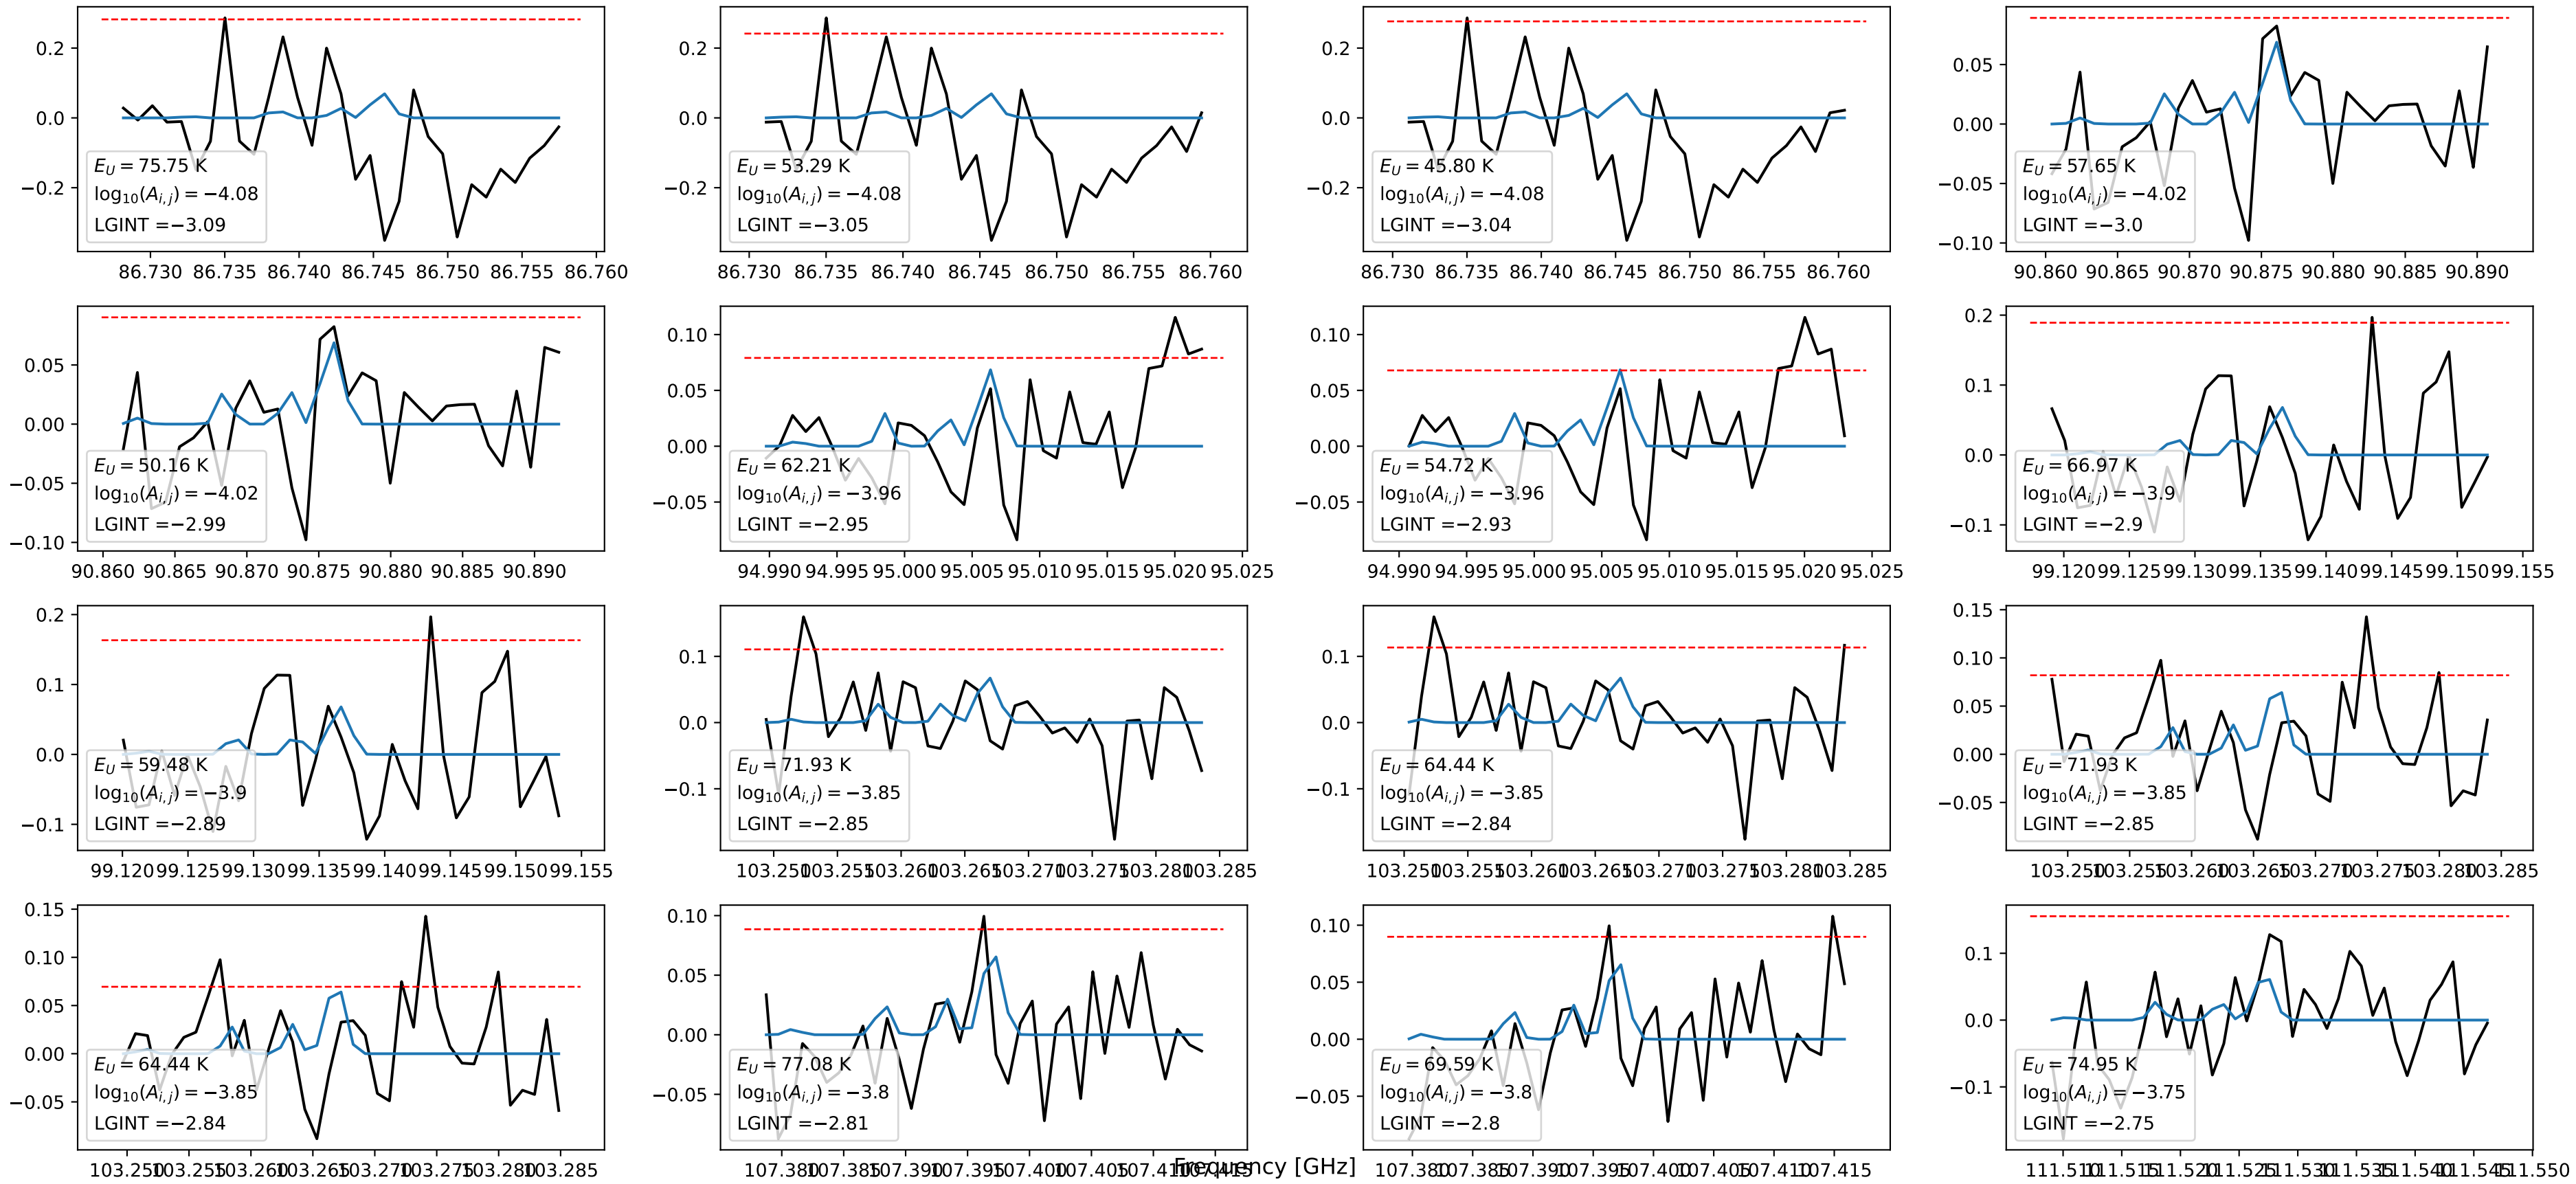 0.2
0.0
−0.2
E_U = 75.75 K
log₁₀(A_{i,j}) = −4.08
LGINT =−3.09
86.730 86.735 86.740 86.745 86.750 86.755 86.760
0.2
0.0
−0.2
E_U = 53.29 K
log₁₀(A_{i,j}) = −4.08
LGINT =−3.05
86.730 86.735 86.740 86.745 86.750 86.755 86.760
0.2
0.0
−0.2
E_U = 45.80 K
log₁₀(A_{i,j}) = −4.08
LGINT =−3.04
86.730 86.735 86.740 86.745 86.750 86.755 86.760
0.05
0.00
−0.05
−0.10
E_U = 57.65 K
log₁₀(A_{i,j}) = −4.02
LGINT =−3.0
90.860 90.865 90.870 90.875 90.880 90.885 90.890
0.05
0.00
−0.05
−0.10
E_U = 50.16 K
log₁₀(A_{i,j}) = −4.02
LGINT =−2.99
90.860 90.865 90.870 90.875 90.880 90.885 90.890
0.10
0.05
0.00
−0.05
E_U = 62.21 K
log₁₀(A_{i,j}) = −3.96
LGINT =−2.95
94.990 94.995 95.000 95.005 95.010 95.015 95.020 95.025
0.10
0.05
0.00
−0.05
E_U = 54.72 K
log₁₀(A_{i,j}) = −3.96
LGINT =−2.93
94.990 94.995 95.000 95.005 95.010 95.015 95.020 95.025
0.2
0.1
0.0
−0.1
E_U = 66.97 K
log₁₀(A_{i,j}) = −3.9
LGINT =−2.9
99.120 99.125 99.130 99.135 99.140 99.145 99.150 99.155
0.2
0.1
0.0
−0.1
E_U = 59.48 K
log₁₀(A_{i,j}) = −3.9
LGINT =−2.89
99.120 99.125 99.130 99.135 99.140 99.145 99.150 99.155
0.1
0.0
−0.1
E_U = 71.93 K
log₁₀(A_{i,j}) = −3.85
LGINT =−2.85
103.250 103.255 103.260 103.265 103.270 103.275 103.280 103.285
0.1
0.0
−0.1
E_U = 64.44 K
log₁₀(A_{i,j}) = −3.85
LGINT =−2.84
103.250 103.255 103.260 103.265 103.270 103.275 103.280 103.285
0.15
0.10
0.05
0.00
−0.05
E_U = 71.93 K
log₁₀(A_{i,j}) = −3.85
LGINT =−2.85
103.250 103.255 103.260 103.265 103.270 103.275 103.280 103.285
0.15
0.10
0.05
0.00
−0.05
E_U = 64.44 K
log₁₀(A_{i,j}) = −3.85
LGINT =−2.84
103.250 103.255 103.260 103.265 103.270 103.275 103.280 103.285
0.10
0.05
0.00
−0.05
E_U = 77.08 K
log₁₀(A_{i,j}) = −3.8
LGINT =−2.81
107.380 107.385 107.390 107.395 107.400 107.405 107.410 107.415
0.10
0.05
0.00
−0.05
E_U = 69.59 K
log₁₀(A_{i,j}) = −3.8
LGINT =−2.8
107.380 107.385 107.390 107.395 107.400 107.405 107.410 107.415
0.1
0.0
−0.1
E_U = 74.95 K
log₁₀(A_{i,j}) = −3.75
LGINT =−2.75
111.510 111.515 111.520 111.525 111.530 111.535 111.540 111.545 111.550
Frequency [GHz]